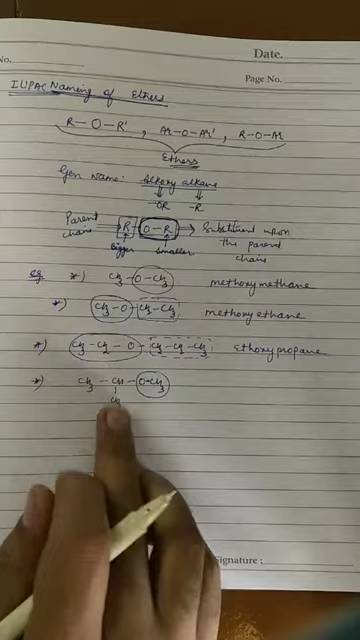 No.
Date.
Page No.
IUPAC Naming of Ethers
R-O-R' , Ar-O-Ar' , R-O-Ar
Ethers
Gen Name: Alkoxy alkane
OR -R
Parent chain R O-R Substituent upon the parent chain
Bigger Smaller
eg *) CH3-O-CH3 methoxymethane
*) CH3-O-CH2-CH3 methoxyethane
*) CH3-CH2-O-CH2-CH2-CH3 Ethoxypropane
*) CH3-CH-O-CH3
CH3
Signature :